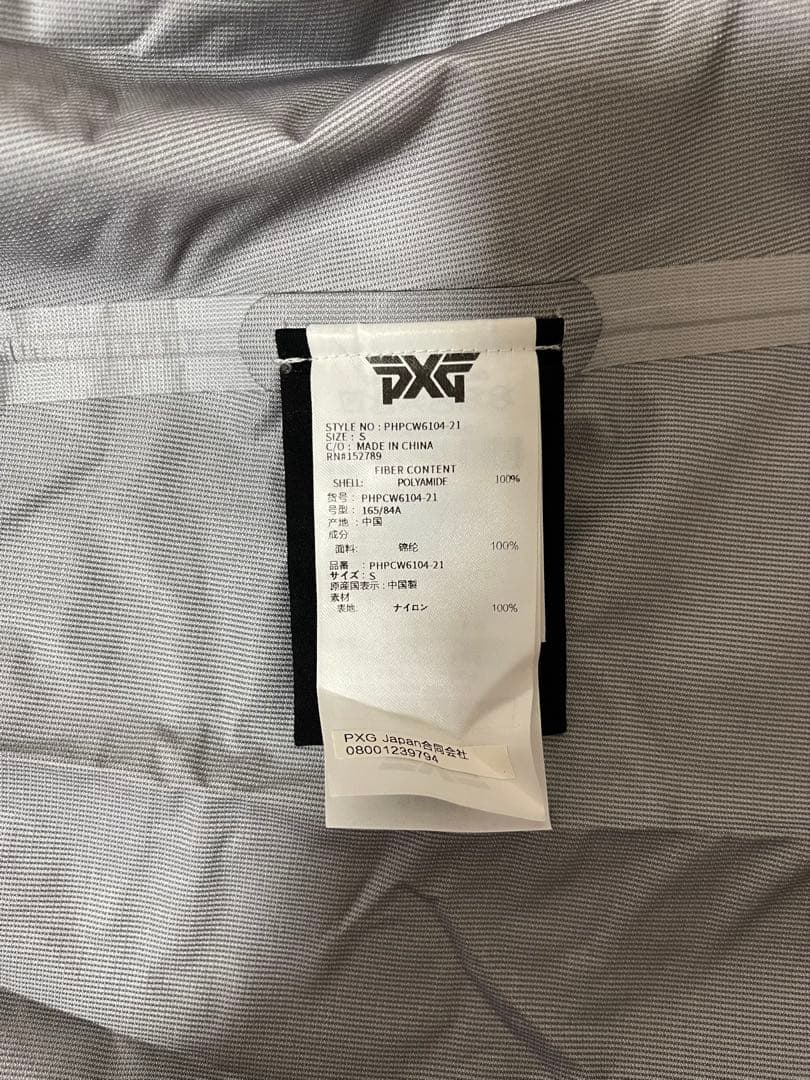 PXG
STYLE NO : PHPCW6104-21
SIZE : S
C/O : MADE IN CHINA
RN#152789
FIBER CONTENT
SHELL: POLYAMIDE 100%
货号 : PHPCW6104-21
号型 : 165/84A
产地 : 中国
成分
面料: 锦纶 100%
品番 : PHPCW6104-21
サイズ : S
原産国表示 : 中国製
素材
表地: ナイロン 100%
PXG Japan合同会社
08001239794